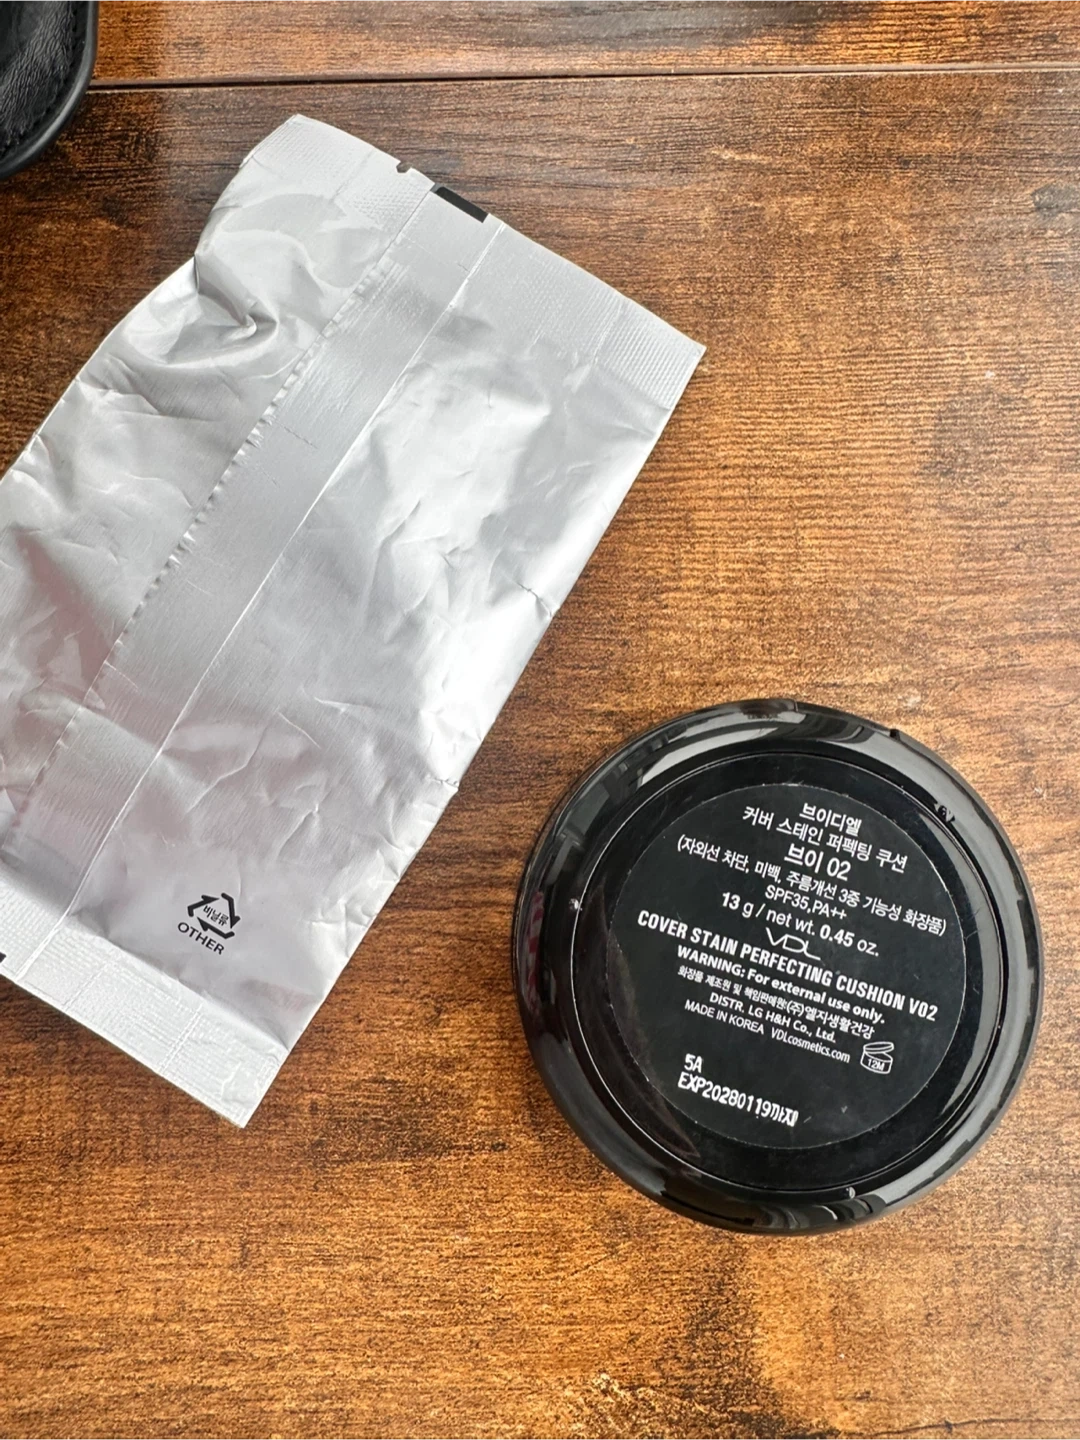 비닐류
OTHER
브이디엘
커버 스테인 퍼펙팅 쿠션
브이 02
(자외선 차단, 미백, 주름개선 3중 기능성 화장품)
SPF35,PA++
13 g / net wt. 0.45 oz.
VDL
COVER STAIN PERFECTING CUSHION V02
WARNING: For external use only.
화장품 제조원 및 책임판매원:(주)엘지생활건강
DISTR. LG H&H Co., Ltd.
MADE IN KOREA VDLcosmetics.com
12M
5A
EXP20280119까지